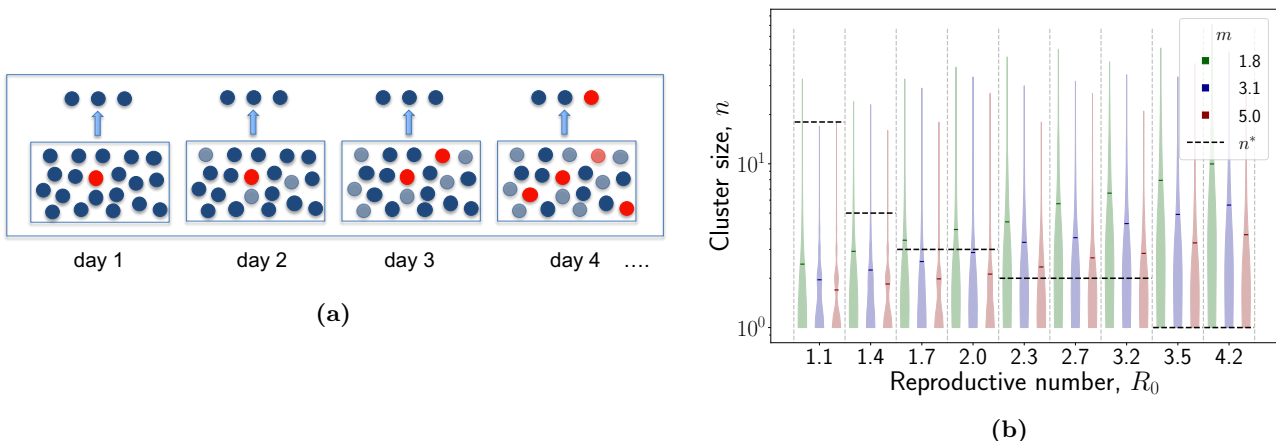 day 1 day 2 day 3 day 4 ....
(a)
Cluster size, n
10¹
10⁰
m
1.8
3.1
5.0
n*
1.1 1.4 1.7 2.0 2.3 2.7 3.2 3.5 4.2
Reproductive number, R₀
(b)